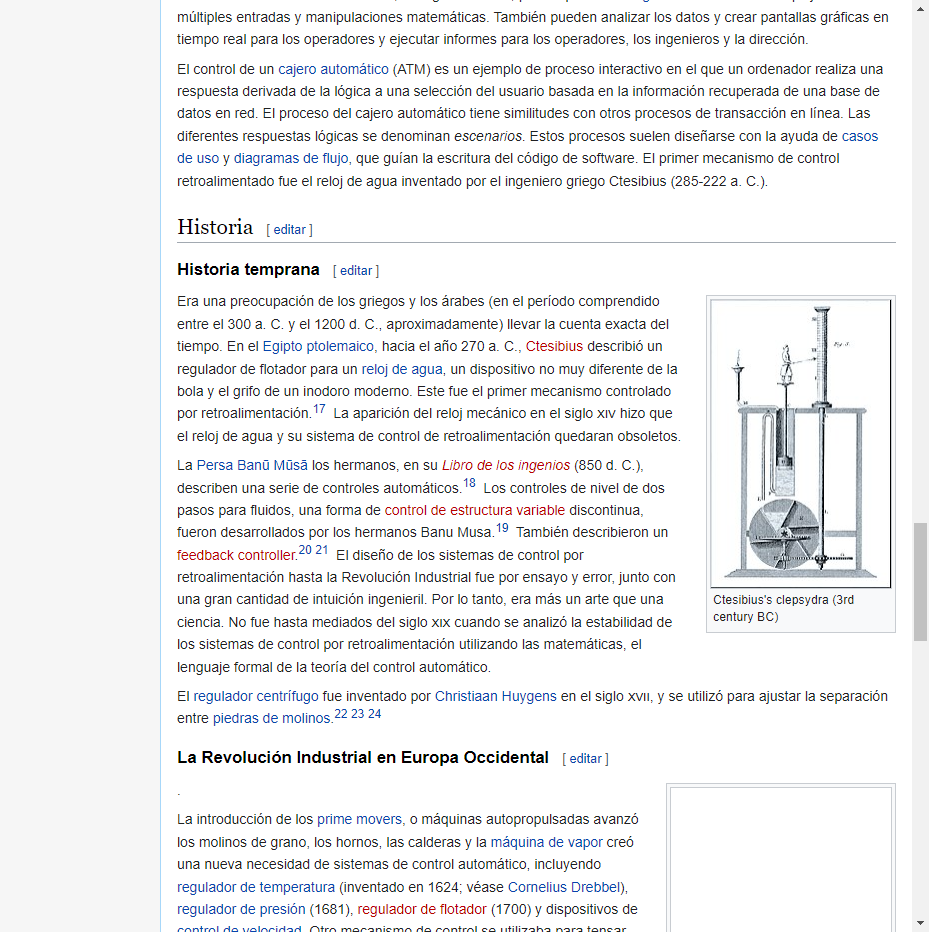 múltiples entradas y manipulaciones matemáticas. También pueden analizar los datos y crear pantallas gráficas en
tiempo real para los operadores y ejecutar informes para los operadores, los ingenieros y la dirección.
El control de un cajero automático (ATM) es un ejemplo de proceso interactivo en el que un ordenador realiza una
respuesta derivada de la lógica a una selección del usuario basada en la información recuperada de una base de
datos en red. El proceso del cajero automático tiene similitudes con otros procesos de transacción en línea. Las
diferentes respuestas lógicas se denominan escenarios. Estos procesos suelen diseñarse con la ayuda de casos
de uso y diagramas de flujo, que guían la escritura del código de software. El primer mecanismo de control
retroalimentado fue el reloj de agua inventado por el ingeniero griego Ctesibius (285-222 a. C.).
Historia [ editar ]
Historia temprana [ editar ]
Era una preocupación de los griegos y los árabes (en el período comprendido
entre el 300 a. C. y el 1200 d. C., aproximadamente) llevar la cuenta exacta del
tiempo. En el Egipto ptolemaico, hacia el año 270 a. C., Ctesibius describió un
regulador de flotador para un reloj de agua, un dispositivo no muy diferente de la
bola y el grifo de un inodoro moderno. Este fue el primer mecanismo controlado
por retroalimentación.17 La aparición del reloj mecánico en el siglo XIV hizo que
el reloj de agua y su sistema de control de retroalimentación quedaran obsoletos.
La Persa Banū Mūsā los hermanos, en su Libro de los ingenios (850 d. C.),
describen una serie de controles automáticos.18 Los controles de nivel de dos
pasos para fluidos, una forma de control de estructura variable discontinua,
fueron desarrollados por los hermanos Banu Musa.19 También describieron un
feedback controller.20 21 El diseño de los sistemas de control por
retroalimentación hasta la Revolución Industrial fue por ensayo y error, junto con
una gran cantidad de intuición ingenieril. Por lo tanto, era más un arte que una
ciencia. No fue hasta mediados del siglo XIX cuando se analizó la estabilidad de
los sistemas de control por retroalimentación utilizando las matemáticas, el
lenguaje formal de la teoría del control automático.
Fig. 3.
Ctesibius's clepsydra (3rd
century BC)
El regulador centrífugo fue inventado por Christiaan Huygens en el siglo XVII, y se utilizó para ajustar la separación
entre piedras de molinos.22 23 24
La Revolución Industrial en Europa Occidental [ editar ]
.
La introducción de los prime movers, o máquinas autopropulsadas avanzó
los molinos de grano, los hornos, las calderas y la máquina de vapor creó
una nueva necesidad de sistemas de control automático, incluyendo
regulador de temperatura (inventado en 1624; véase Cornelius Drebbel),
regulador de presión (1681), regulador de flotador (1700) y dispositivos de
control de velocidad. Otro mecanismo de control se utilizaba para tensar